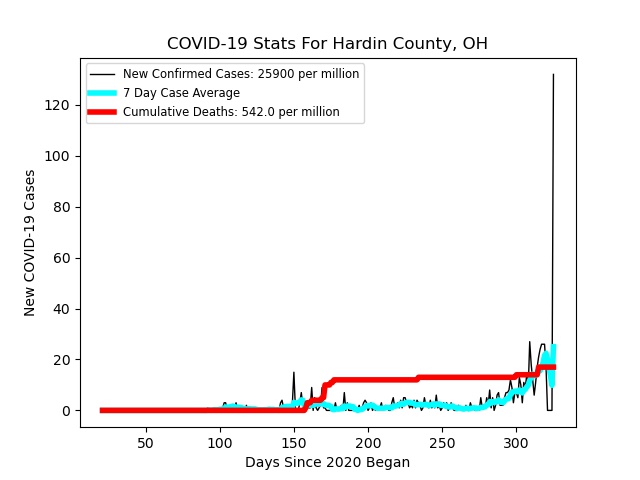 COVID-19 Stats For Hardin County, OH
New Confirmed Cases: 25900 per million
7 Day Case Average
Cumulative Deaths: 542.0 per million
New COVID-19 Cases
120
100
80
60
40
20
0
50 100 150 200 250 300
Days Since 2020 Began